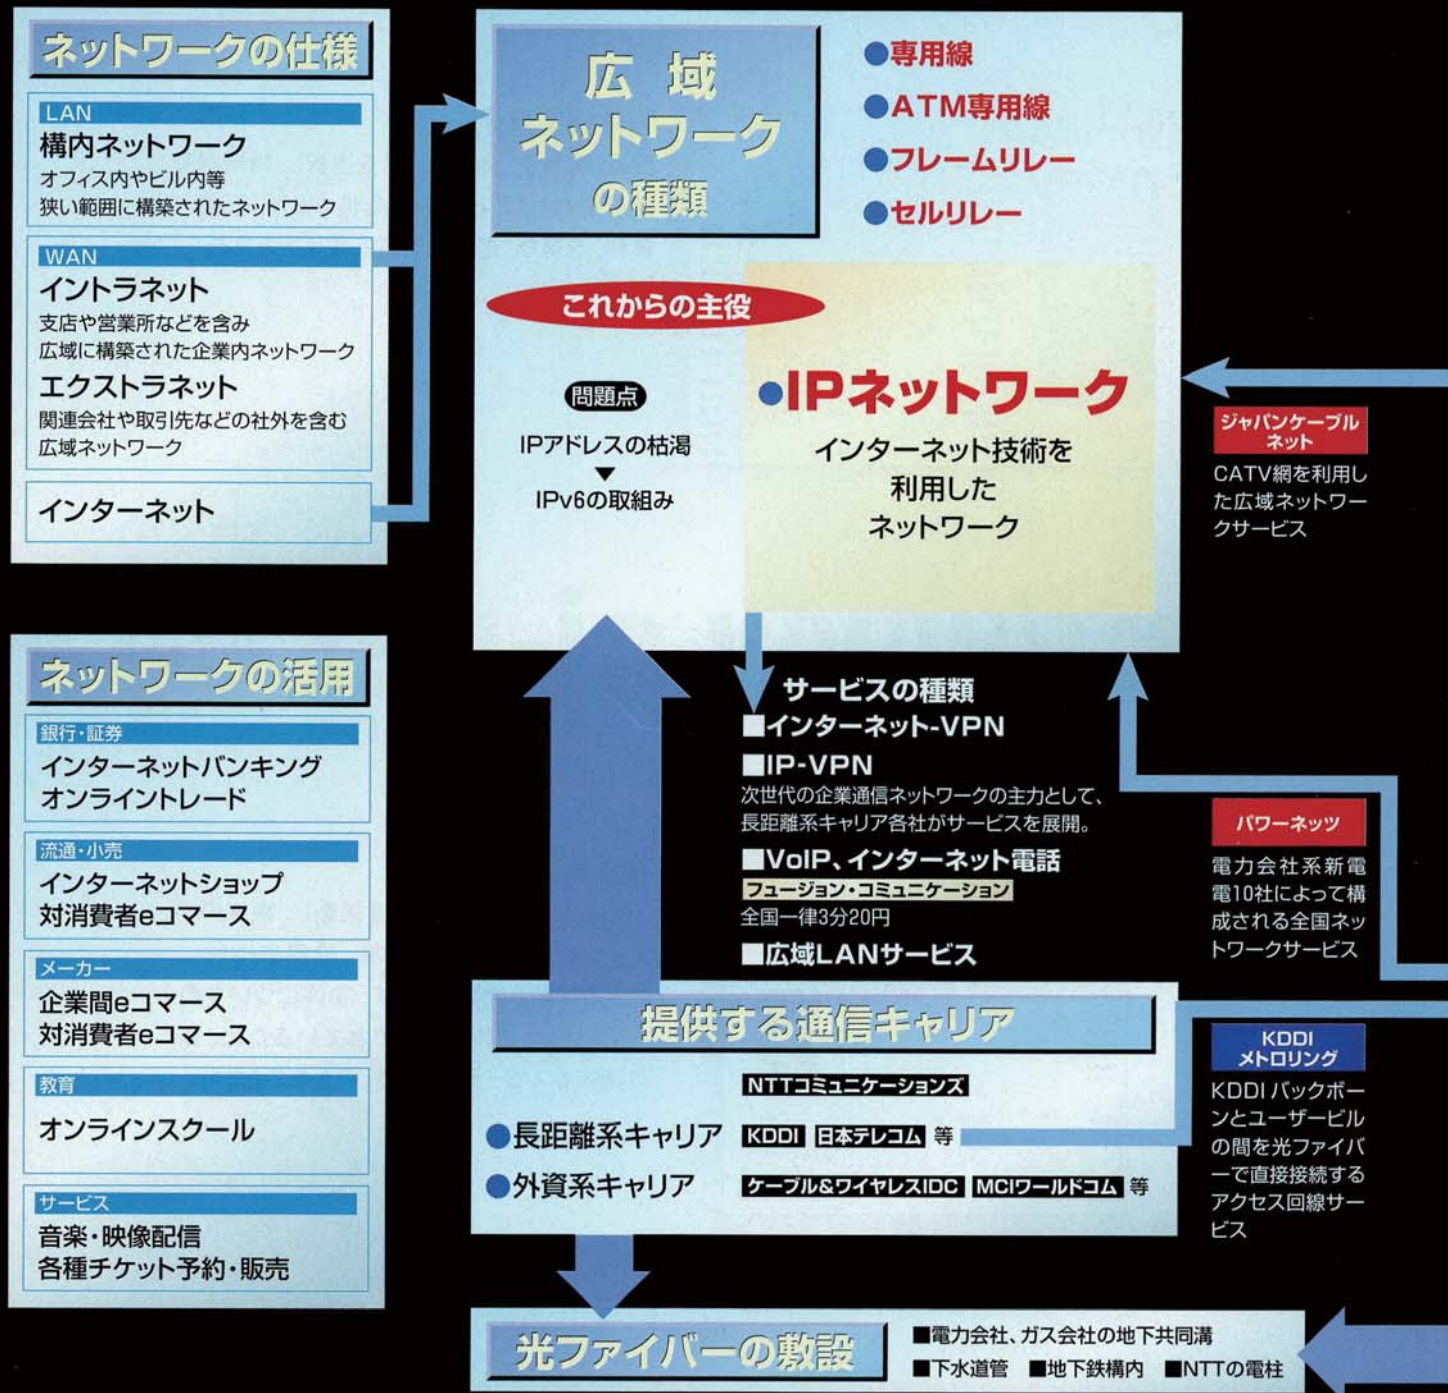 ネットワークの仕様
LAN
構内ネットワーク
オフィス内やビル内等
狭い範囲に構築されたネットワーク
WAN
イントラネット
支店や営業所などを含み
広域に構築された企業内ネットワーク
エクストラネット
関連会社や取引先などの社外を含む
広域ネットワーク
インターネット
ネットワークの活用
銀行・証券
インターネットバンキング
オンライントレード
流通・小売
インターネットショップ
対消費者eコマース
メーカー
企業間eコマース
対消費者eコマース
教育
オンラインスクール
サービス
音楽・映像配信
各種チケット予約・販売
広域
ネットワーク
の種類
●専用線
●ATM専用線
●フレームリレー
●セルリレー
これからの主役
問題点
IPアドレスの枯渇
▼
IPv6の取組み
●IPネットワーク
インターネット技術を
利用した
ネットワーク
サービスの種類
■インターネット-VPN
■IP-VPN
次世代の企業通信ネットワークの主力として、
長距離系キャリア各社がサービスを展開。
■VoIP、インターネット電話
フュージョン・コミュニケーション
全国一律3分20円
■広域LANサービス
提供する通信キャリア
NTTコミュニケーションズ
●長距離系キャリア KDDI 日本テレコム 等
●外資系キャリア ケーブル&ワイヤレスIDC MCIワールドコム 等
光ファイバーの敷設
■電力会社、ガス会社の地下共同溝
■下水道管 ■地下鉄構内 ■NTTの電柱
ジャパンケーブル
ネット
CATV網を利用し
た広域ネットワー
クサービス
パワーネッツ
電力会社系新電
電10社によって構
成される全国ネッ
トワークサービス
KDDI
メトロリング
KDDIバックボー
ンとユーザービル
の間を光ファイバ
ーで直接接続する
アクセス回線サー
ビス